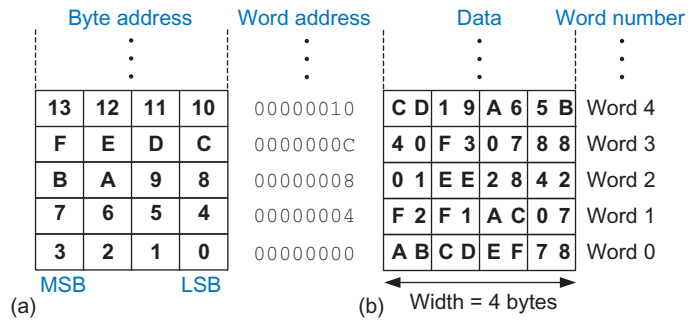 Byte address Word address Data Word number
13 12 11 10 00000010 C D 1 9 A 6 5 B Word 4
F E D C 0000000C 4 0 F 3 0 7 8 8 Word 3
B A 9 8 00000008 0 1 E E 2 8 4 2 Word 2
7 6 5 4 00000004 F 2 F 1 A C 0 7 Word 1
3 2 1 0 00000000 A B C D E F 7 8 Word 0
MSB LSB
(a) (b) Width = 4 bytes